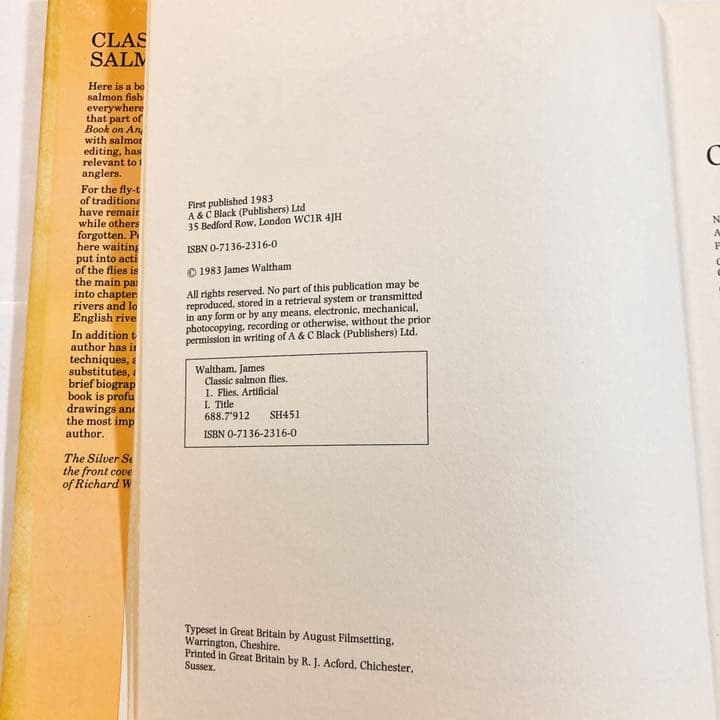 CLAS
SALM
Here is a bo
salmon fish
everywhere
that part of
Book on An
with salmon
editing, has
relevant to
anglers.
For the fly-t
of traditiona
have remain
while others
forgotten. P
here waiting
put into acti
of the flies is
the main pa
into chapter
rivers and lo
English rive
In addition t
author has i
techniques, a
substitutes, a
brief biograp
book is profu
drawings and
the most imp
author.
The Silver Se
the front cove
of Richard W
First published 1983
A & C Black (Publishers) Ltd
35 Bedford Row, London WC1R 4JH
ISBN 0-7136-2316-0
© 1983 James Waltham
All rights reserved. No part of this publication may be
reproduced, stored in a retrieval system or transmitted
in any form or by any means, electronic, mechanical,
photocopying, recording or otherwise, without the prior
permission in writing of A & C Black (Publishers) Ltd.
Waltham, James
Classic salmon flies.
1. Flies, Artificial
I. Title
688.7'912 SH451
ISBN 0-7136-2316-0
Typeset in Great Britain by August Filmsetting,
Warrington, Cheshire.
Printed in Great Britain by R. J. Acford, Chichester,
Sussex.
C
N
A